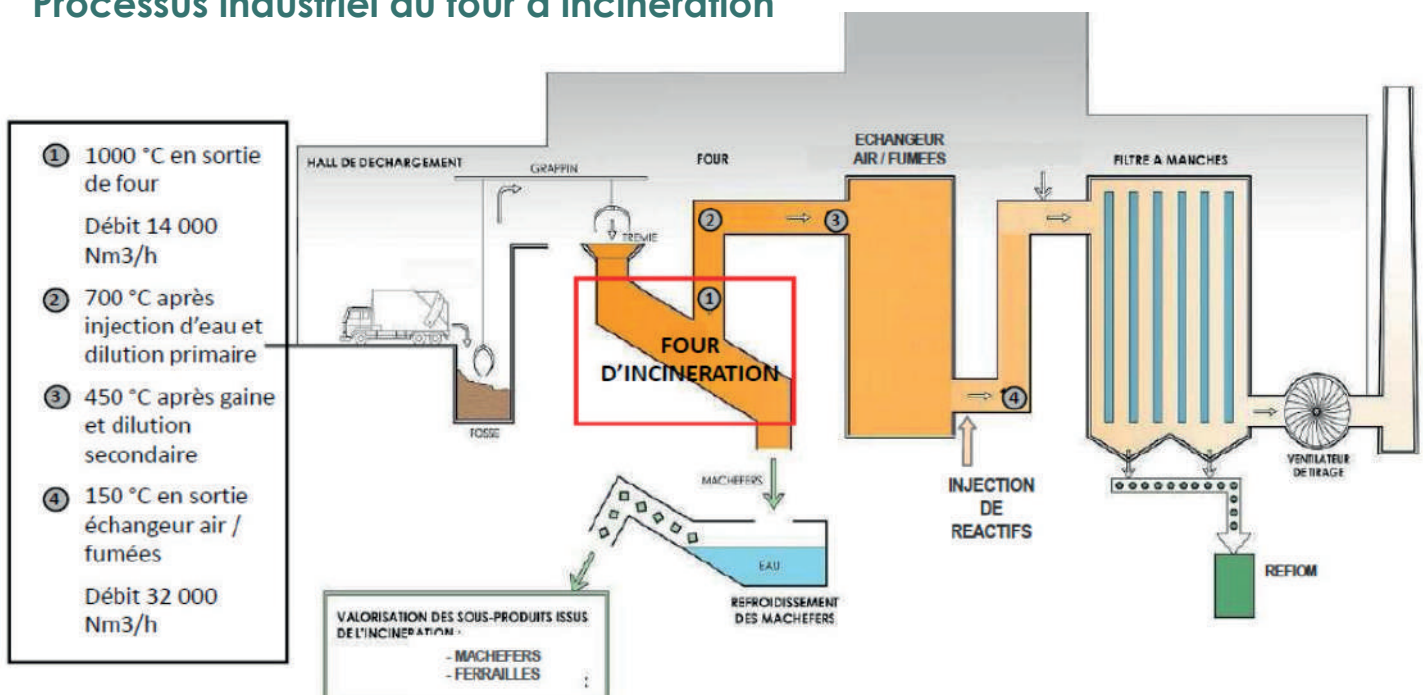 Processus industriel du four d'incinération
① 1000 °C en sortie
de four
Débit 14 000
Nm3/h
② 700 °C après
injection d'eau et
dilution primaire
③ 450 °C après gaine
et dilution
secondaire
④ 150 °C en sortie
échangeur air /
fumées
Débit 32 000
Nm3/h
HALL DE DECHARGEMENT
GRAPPIN
FOUR
ECHANGEUR
AIR / FUMEES
FILTRE A MANCHES
TREMIE
②
③
①
FOUR
D'INCINERATION
④
FOSSE
MACHEFERS
INJECTION
DE
REACTIFS
VENTILATEUR
DE TIRAGE
EAU
REFROIDISSEMENT
DES MACHEFERS
REFIOM
VALORISATION DES SOUS-PRODUITS ISSUS
DE L'INCINERATION :
- MACHEFERS
- FERRAILLES
: